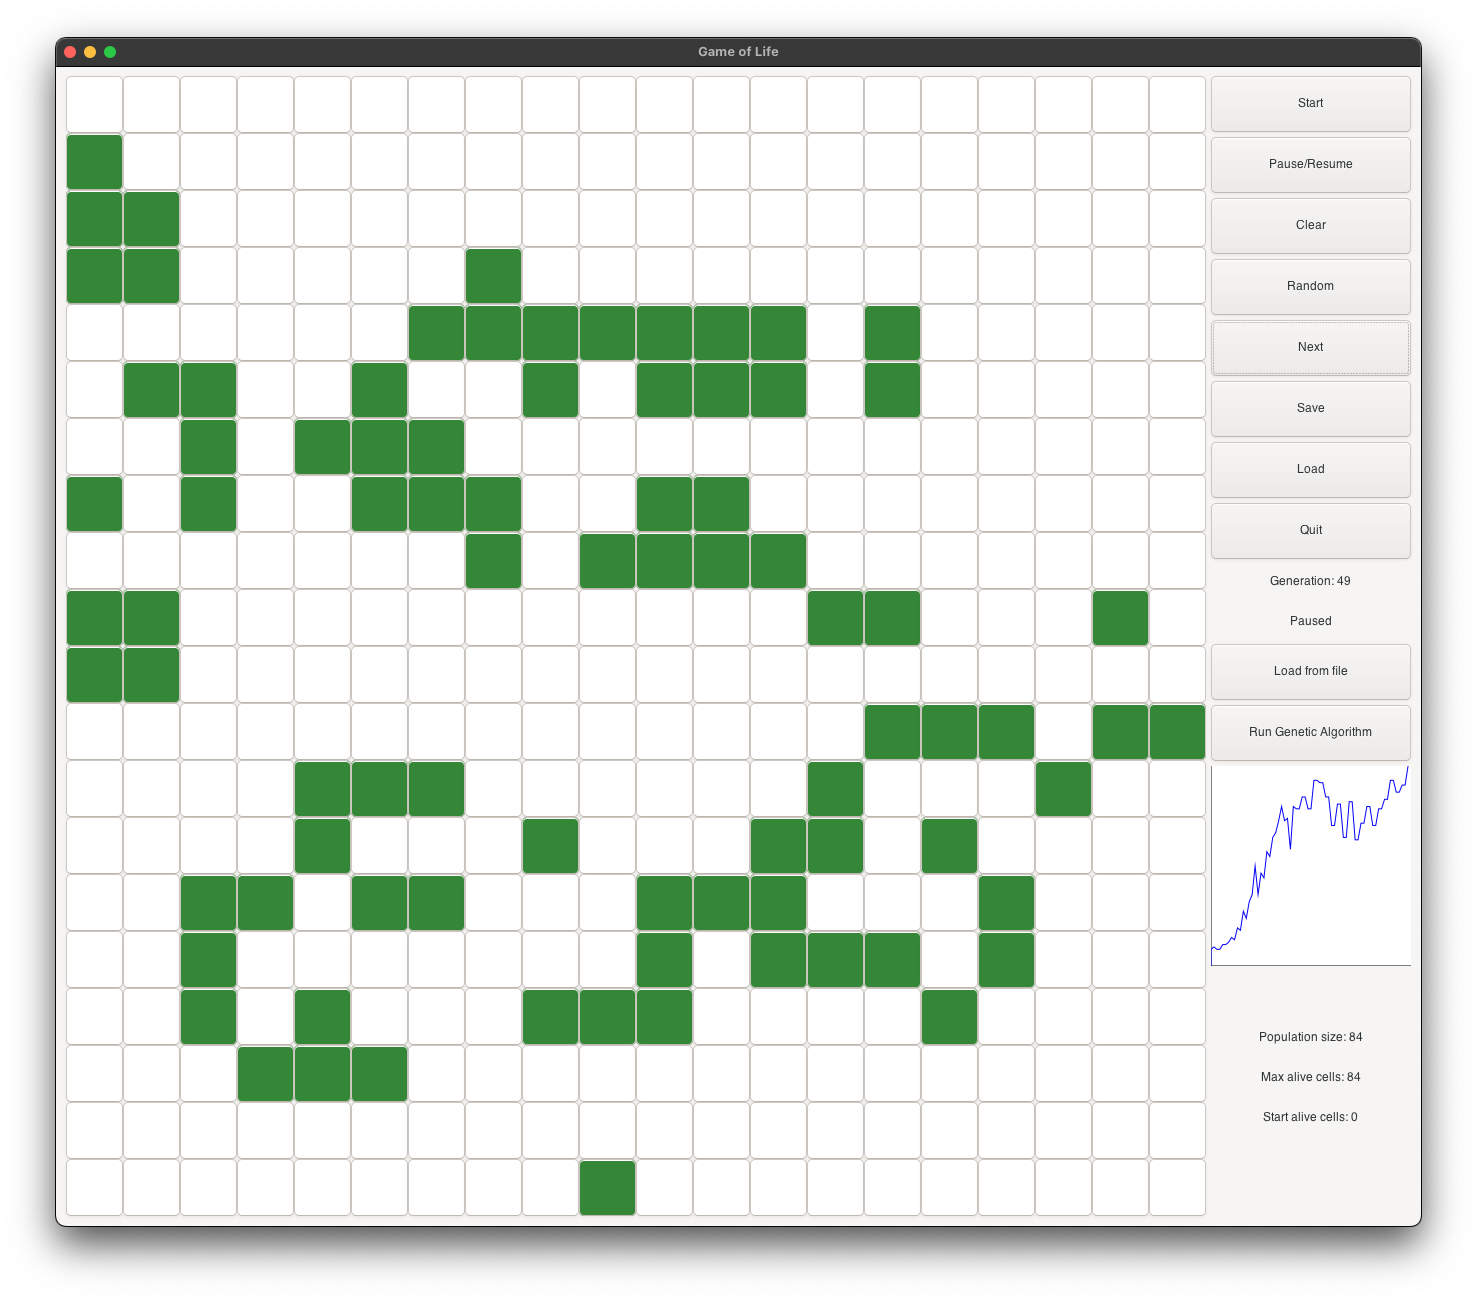 Game of Life
Start
Pause/Resume
Clear
Random
Next
Save
Load
Quit
Generation: 49
Paused
Load from file
Run Genetic Algorithm
Population size: 84
Max alive cells: 84
Start alive cells: 0